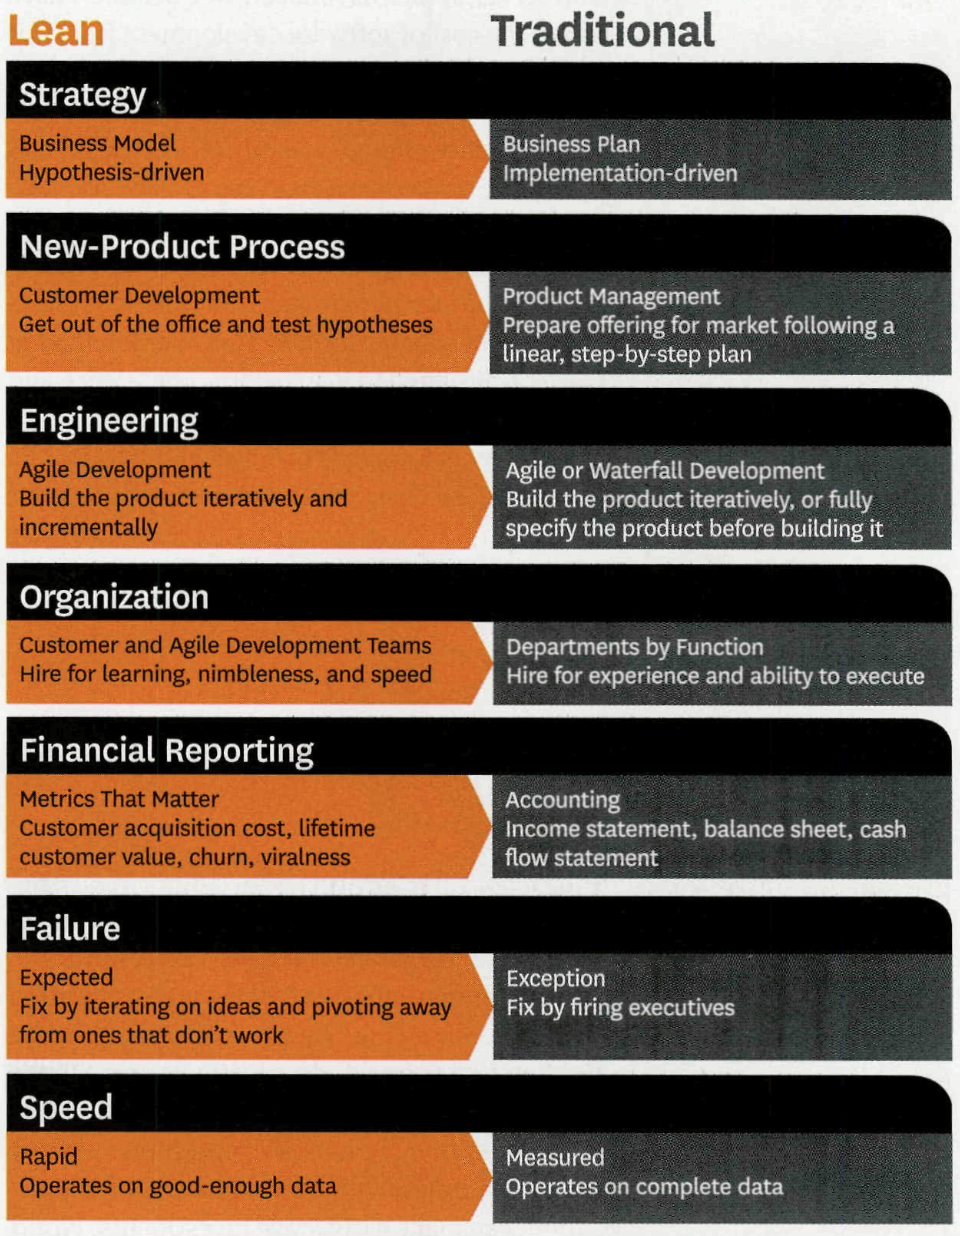 Lean
Traditional
Strategy
Business Model
Hypothesis-driven
Business Plan
Implementation-driven
New-Product Process
Customer Development
Get out of the office and test hypotheses
Product Management
Prepare offering for market following a
linear, step-by-step plan
Engineering
Agile Development
Build the product iteratively and
incrementally
Agile or Waterfall Development
Build the product iteratively, or fully
specify the product before building it
Organization
Customer and Agile Development Teams
Hire for learning, nimbleness, and speed
Departments by Function
Hire for experience and ability to execute
Financial Reporting
Metrics That Matter
Customer acquisition cost, lifetime
customer value, churn, viralness
Accounting
Income statement, balance sheet, cash
flow statement
Failure
Expected
Fix by iterating on ideas and pivoting away
from ones that don't work
Exception
Fix by firing executives
Speed
Rapid
Operates on good-enough data
Measured
Operates on complete data